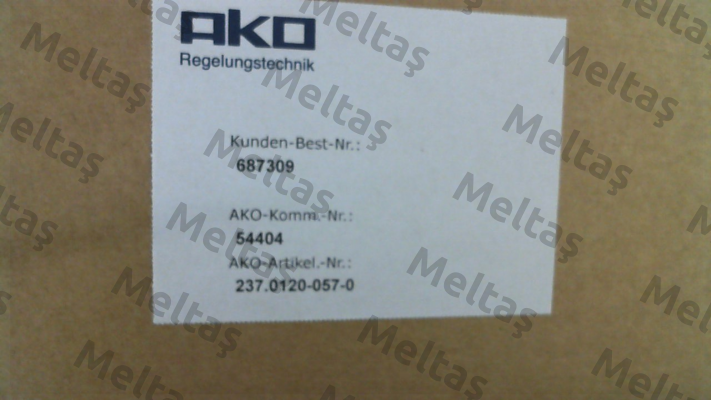 AKO
Regelungstechnik
Kunden-Best-Nr.:
687309
AKO-Komm.-Nr.:
54404
AKO-Artikel.-Nr.:
237.0120-057-0
Meltaş